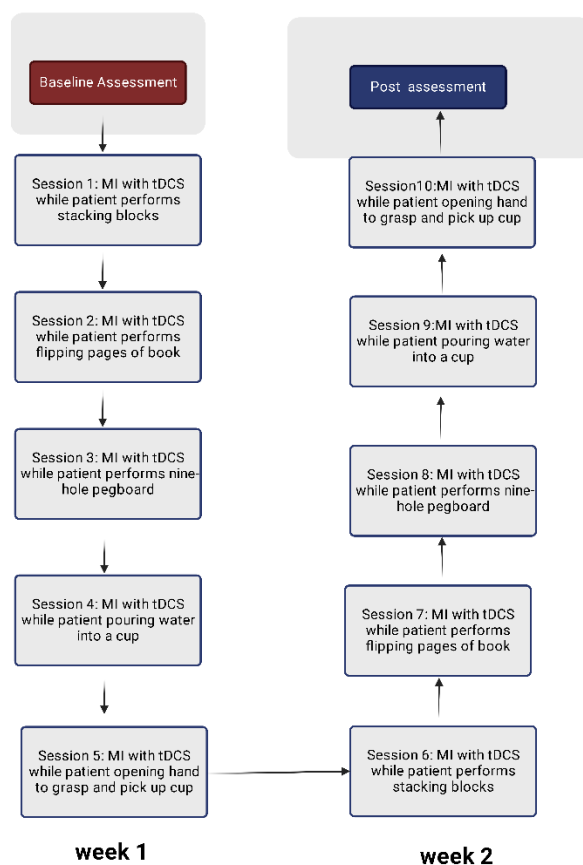 Baseline Assessment
Session 1: MI with tDCS
while patient performs
stacking blocks
Session 2: MI with tDCS
while patient performs
flipping pages of book
Session 3: MI with tDCS
while patient performs nine-
hole pegboard
Session 4: MI with tDCS
while patient pouring water
into a cup
Session 5: MI with tDCS
while patient opening hand
to grasp and pick up cup
week 1
Post assessment
Session10:MI with tDCS
while patient opening hand
to grasp and pick up cup
Session 9:MI with tDCS
while patient pouring water
into a cup
Session 8: MI with tDCS
while patient performs nine-
hole pegboard
Session 7: MI with tDCS
while patient performs
flipping pages of book
Session 6: MI with tDCS
while patient performs
stacking blocks
week 2